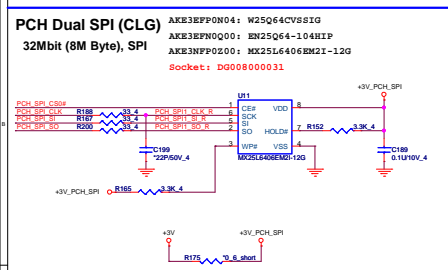 PCH Dual SPI (CLG)
AKE3EFP0N04: W25Q64CVSSIG
32Mbit (8M Byte), SPI
AKE3EFN0Q00: EN25Q64-104HIP
AKE3NFP0Z00: MX25L6406EM2I-12G
Socket: DG008000031
+3V_PCH_SPI
U11
PCH_SPI_CS0#
1 CE# VDD 8
PCH_SPI_CLK R188 33_4 PCH_SPI1_CLK_R 6 SCK
PCH_SPI_SI R167 33_4 PCH_SPI1_SI_R 5 SI
PCH_SPI_SO R200 33_4 PCH_SPI1_SO_R 2 SO HOLD# 7 R152 3.3K_4
3 WP# VSS 4
C199
*22P/50V_4
MX25L6406EM2I-12G
C189
0.1U/10V_4
+3V_PCH_SPI R165 3.3K_4
+3V +3V_PCH_SPI
R175 *0_6_short
B